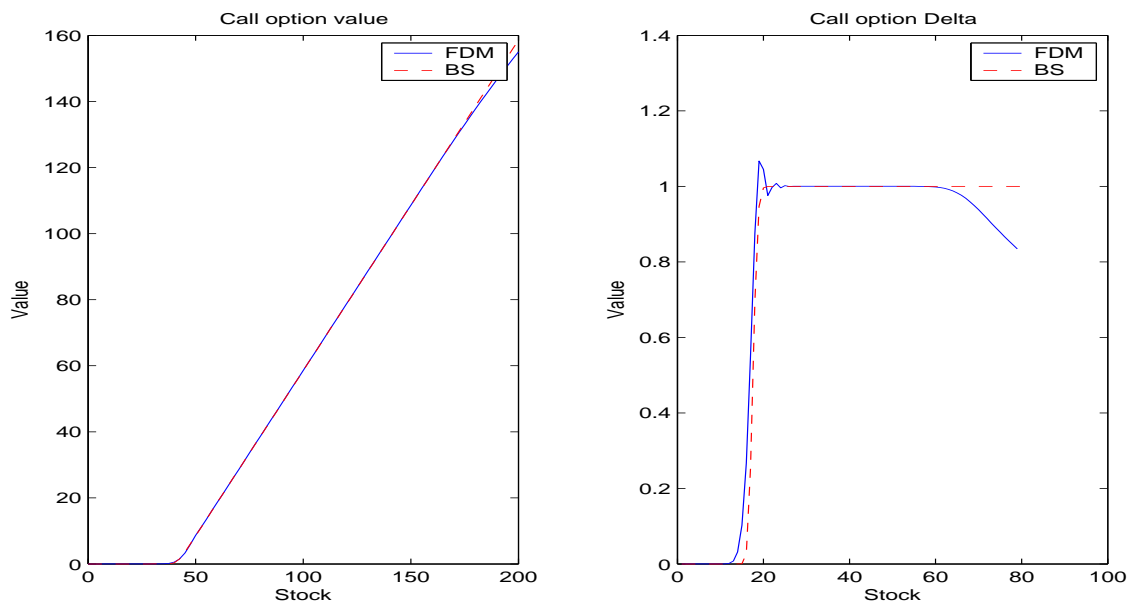 Call option value
FDM
BS
160
140
120
100
80
60
40
20
0
Value
0 50 100 150 200
Stock
Call option Delta
FDM
BS
1.4
1.2
1
0.8
0.6
0.4
0.2
0
Value
0 20 40 60 80 100
Stock